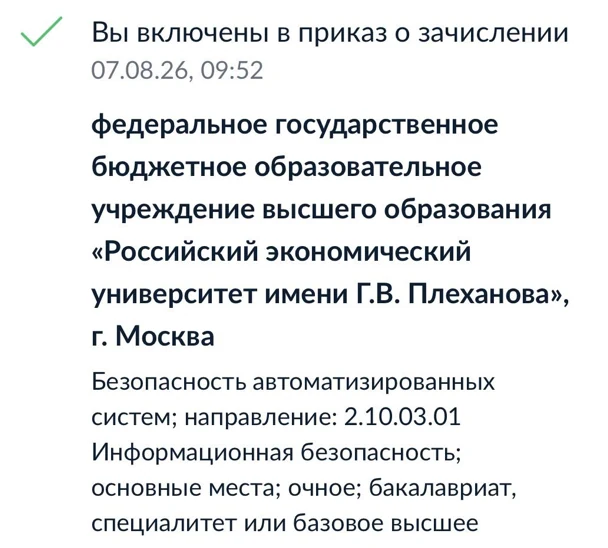 Вы включены в приказ о зачислении
07.08.26, 09:52
федеральное государственное
бюджетное образовательное
учреждение высшего образования
«Российский экономический
университет имени Г.В. Плеханова»,
г. Москва
Безопасность автоматизированных
систем; направление: 2.10.03.01
Информационная безопасность;
основные места; очное; бакалавриат,
специалитет или базовое высшее